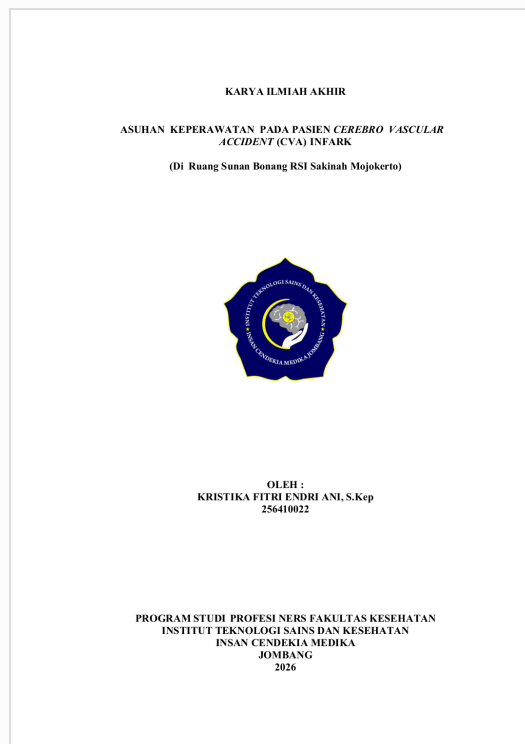 KARYA ILMIAH AKHIR
ASUHAN KEPERAWATAN PADA PASIEN CEREBRO VASCULAR
ACCIDENT (CVA) INFARK
(Di Ruang Sunan Bonang RSI Sakinah Mojokerto)
INSTITUT TEKNOLOGI SAINS DAN KESEHATAN
INSAN CENDEKIA MEDIKA JOMBANG
OLEH :
KRISTIKA FITRI ENDRI ANI, S.Kep
256410022
PROGRAM STUDI PROFESI NERS FAKULTAS KESEHATAN
INSTITUT TEKNOLOGI SAINS DAN KESEHATAN
INSAN CENDEKIA MEDIKA
JOMBANG
2026